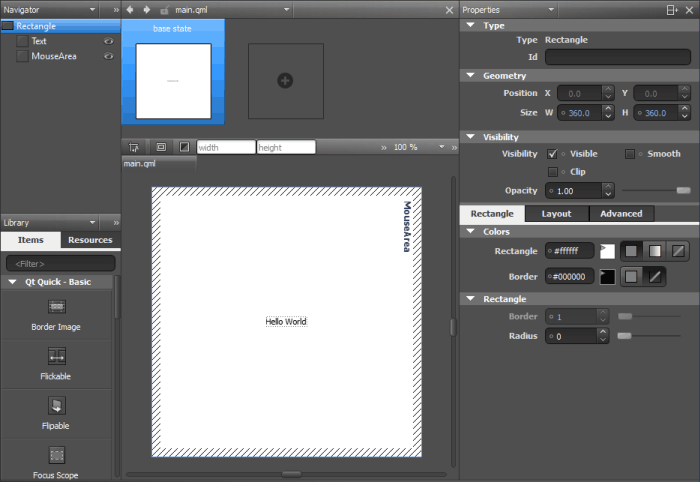 Navigator »
Rectangle
Text
MouseArea
Library
Items Resources
<Filter>
Qt Quick - Basic
Border Image
Flickable
Flipable
Focus Scope
main.qml
base state
width height » 100 % »
main.qml
MouseArea
Hello World
Properties
Type
Type Rectangle
Id
Geometry
Position X 0.0 Y 0.0
Size W 360.0 H 360.0
Visibility
Visibility Visible Smooth
Clip
Opacity 1.00
Rectangle Layout Advanced
Colors
Rectangle #ffffff
Border #000000
Rectangle
Border 1
Radius 0